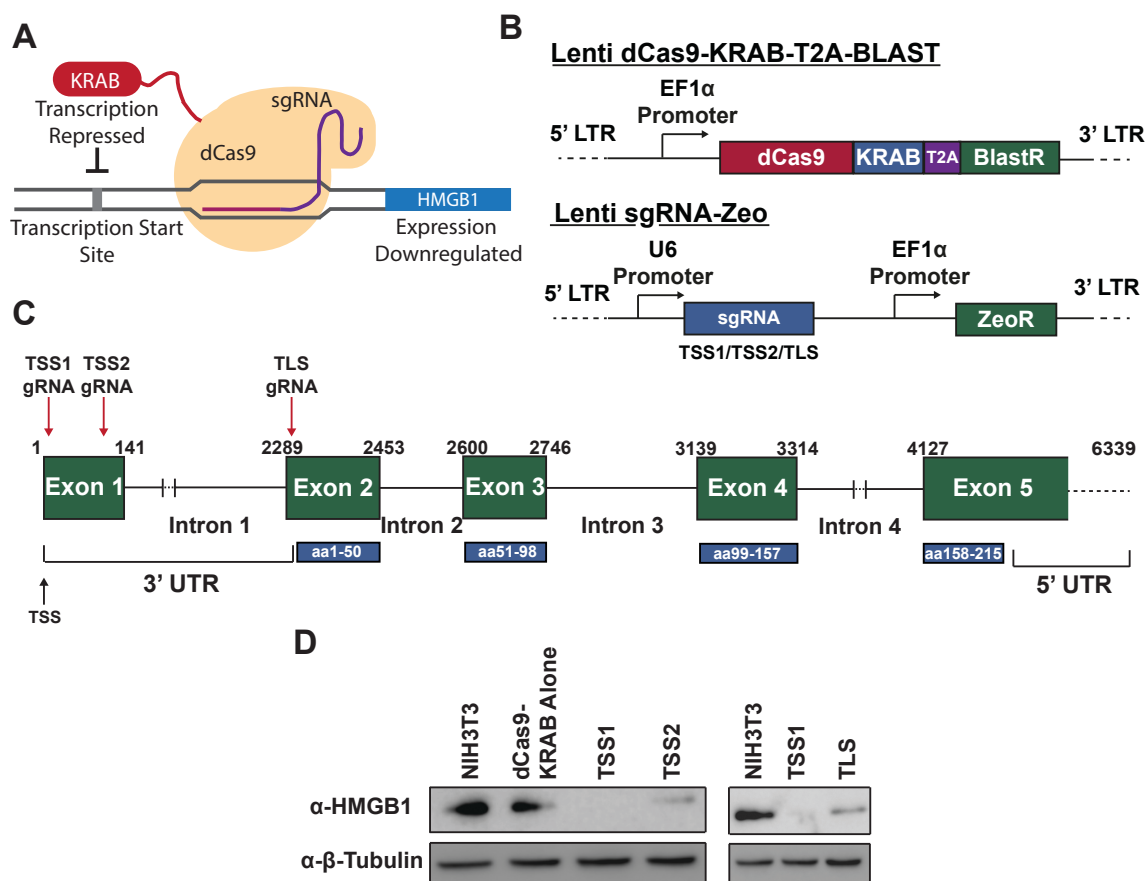 A
KRAB
Transcription
Repressed
sgRNA
dCas9
HMGB1
Transcription Start
Site
Expression
Downregulated
B
Lenti dCas9-KRAB-T2A-BLAST
EF1α
Promoter
5’ LTR
3’ LTR
dCas9 KRAB T2A BlastR
Lenti sgRNA-Zeo
U6
Promoter
EF1α
Promoter
5’ LTR
3’ LTR
sgRNA
ZeoR
TSS1/TSS2/TLS
C
TSS1
gRNA
TSS2
gRNA
TLS
gRNA
1 141 2289 2453 2600 2746 3139 3314 4127 6339
Exon 1 Exon 2 Exon 3 Exon 4 Exon 5
Intron 1 Intron 2 Intron 3 Intron 4
aa1-50 aa51-98 aa99-157 aa158-215
3’ UTR
5’ UTR
TSS
D
NIH3T3
dCas9-
KRAB Alone
TSS1
TSS2
NIH3T3
TSS1
TLS
α-HMGB1
α-β-Tubulin